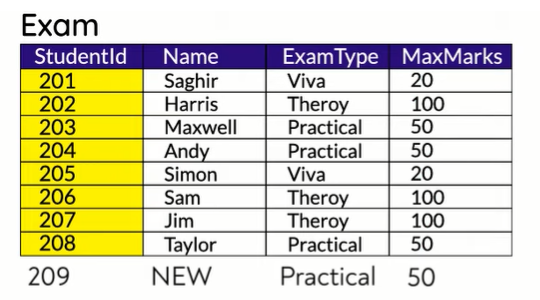 Exam
StudentId Name ExamType MaxMarks
201 Saghir Viva 20
202 Harris Theroy 100
203 Maxwell Practical 50
204 Andy Practical 50
205 Simon Viva 20
206 Sam Theroy 100
207 Jim Theroy 100
208 Taylor Practical 50
209 NEW Practical 50